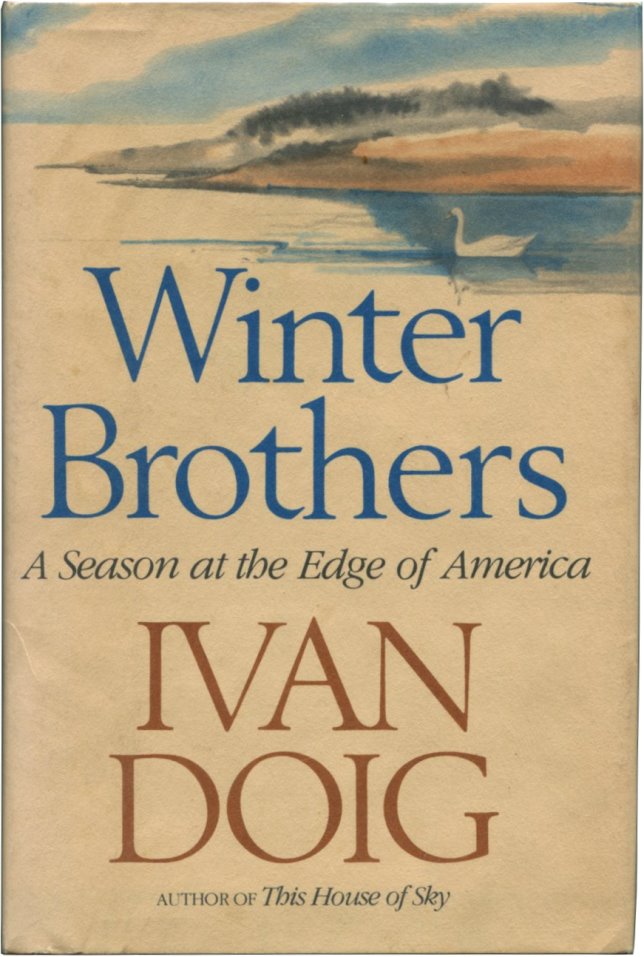 Winter
Brothers
A Season at the Edge of America
IVAN
DOIG
AUTHOR OF This House of Sky